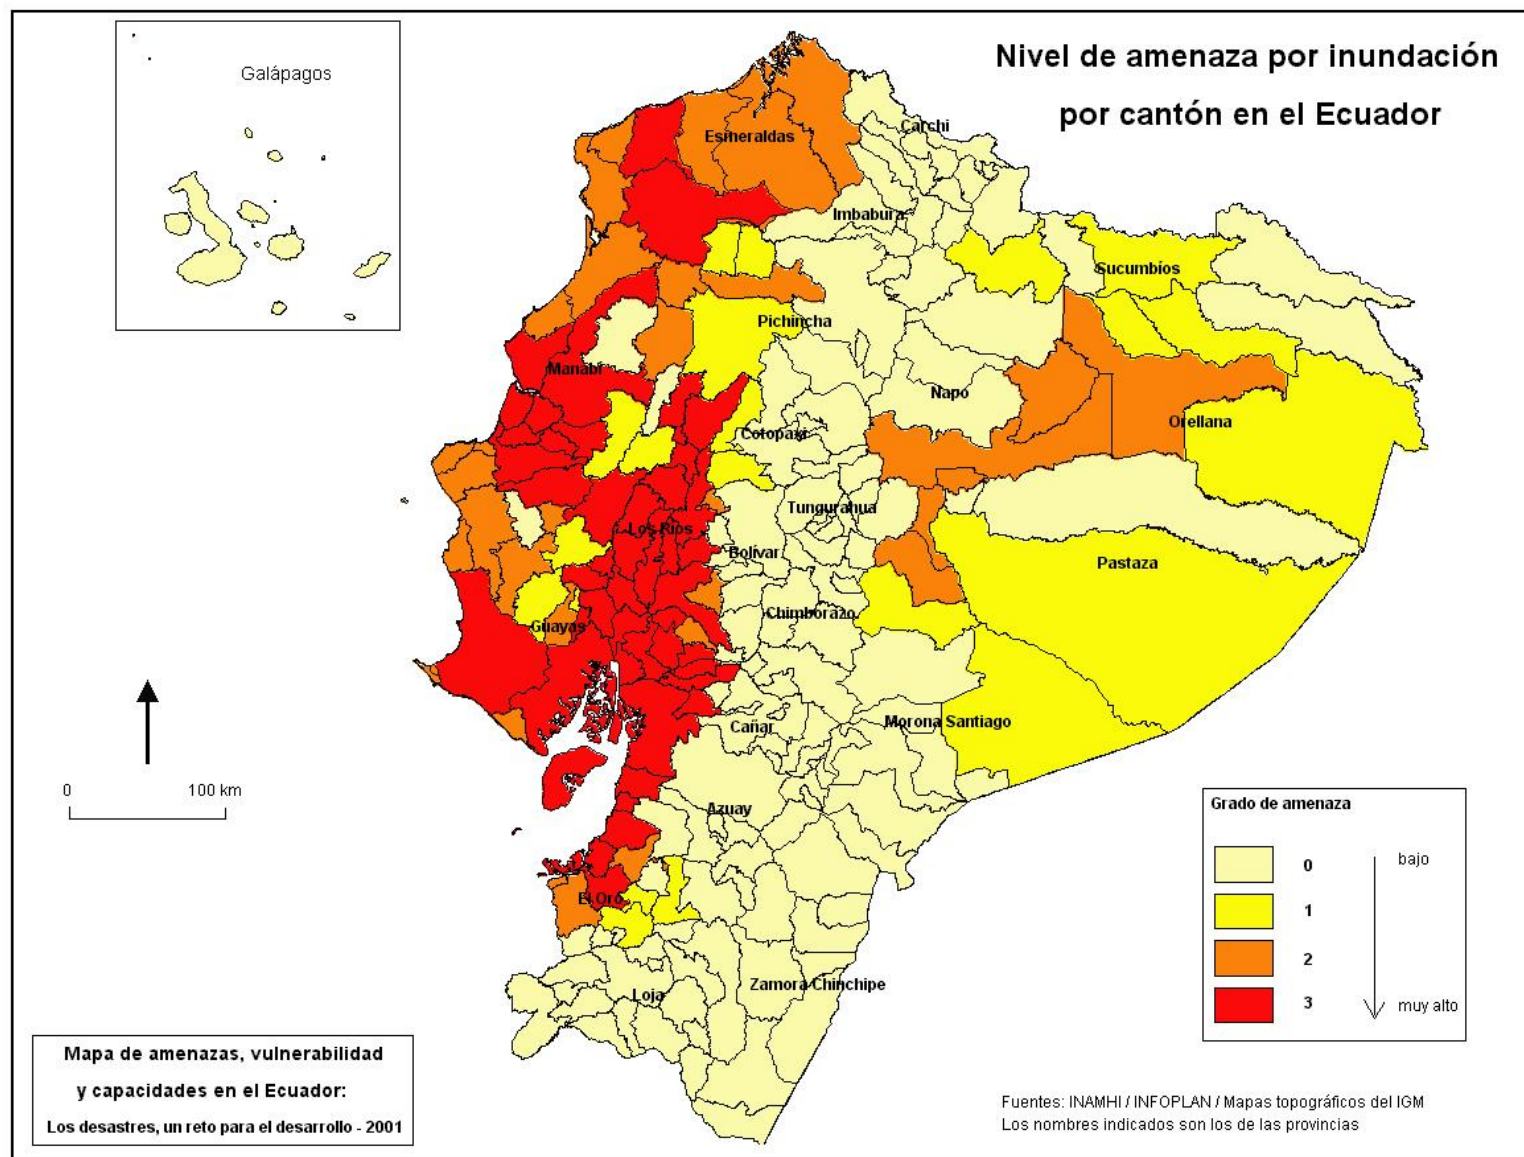 Nivel de amenaza por inundación
por cantón en el Ecuador
Galápagos
Carchi
Esmeraldas
Imbabura
Sucumbíos
Pichincha
Manabí
Napo
Orellana
Cotopaxi
Tungurahua
Los Ríos
Bolívar
Pastaza
Chimborazo
Guayas
Morona Santiago
Cañar
Azuay
El Oro
Zamora Chinchipe
Loja
0 100 km
Grado de amenaza
0 bajo
1
2
3 muy alto
Mapa de amenazas, vulnerabilidad
y capacidades en el Ecuador:
Los desastres, un reto para el desarrollo - 2001
Fuentes: INAMHI / INFOPLAN / Mapas topográficos del IGM
Los nombres indicados son los de las provincias